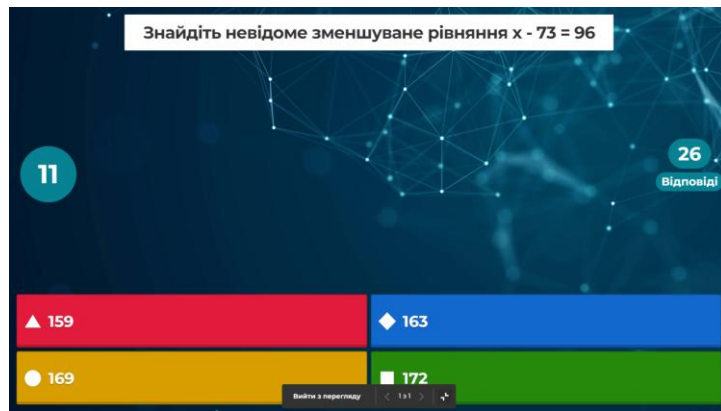 Знайдіть невідоме зменшуване рівняння x - 73 = 96
11
26
Відповіді
159
163
169
172
Вийти з перегляду
1 з 1